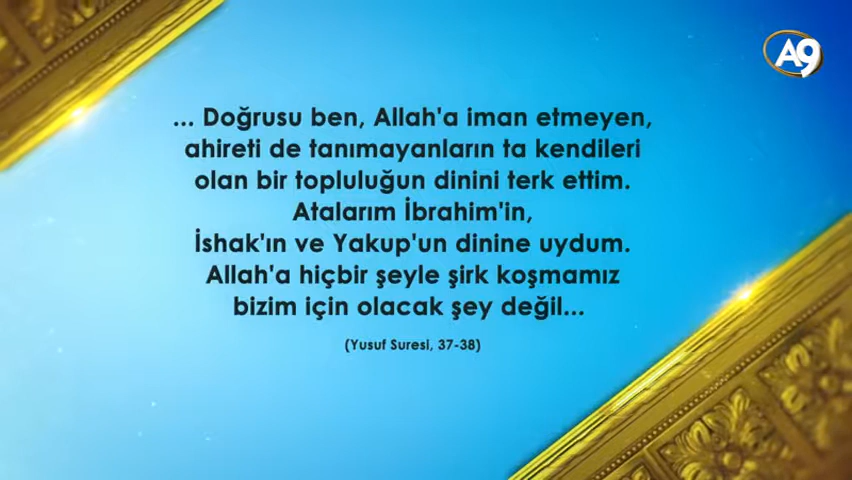 A9
... Doğrusu ben, Allah'a iman etmeyen,
ahireti de tanımayanların ta kendileri
olan bir topluluğun dinini terk ettim.
Atalarım İbrahim'in,
İshak'ın ve Yakup'un dinine uydum.
Allah'a hiçbir şeyle şirk koşmamız
bizim için olacak şey değil...
(Yusuf Suresi, 37-38)